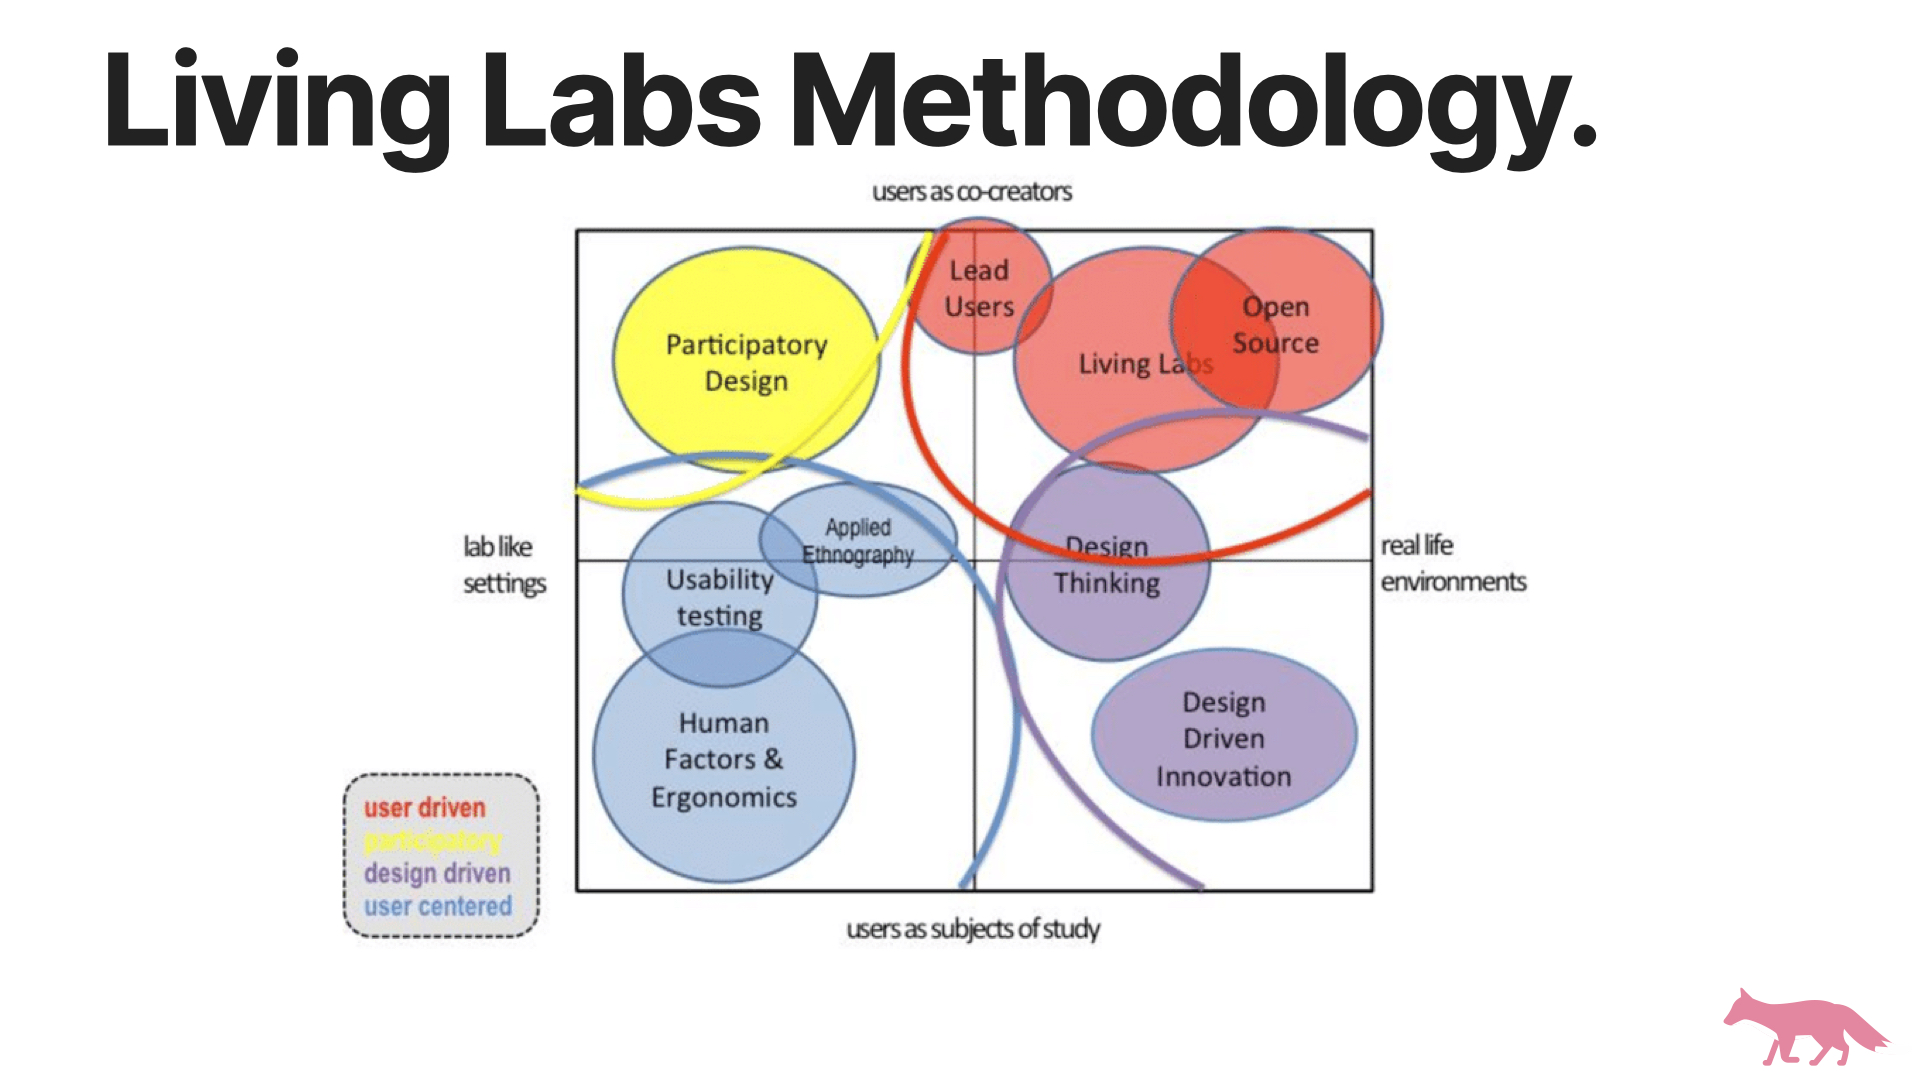 Living Labs Methodology.
users as co-creators
Lead
Users
Open
Source
Participatory
Design
Living Labs
Applied
Ethnography
lab like
settings
Design
Thinking
real life
environments
Usability
testing
Design
Driven
Innovation
Human
Factors &
Ergonomics
user driven
participatory
design driven
user centered
users as subjects of study